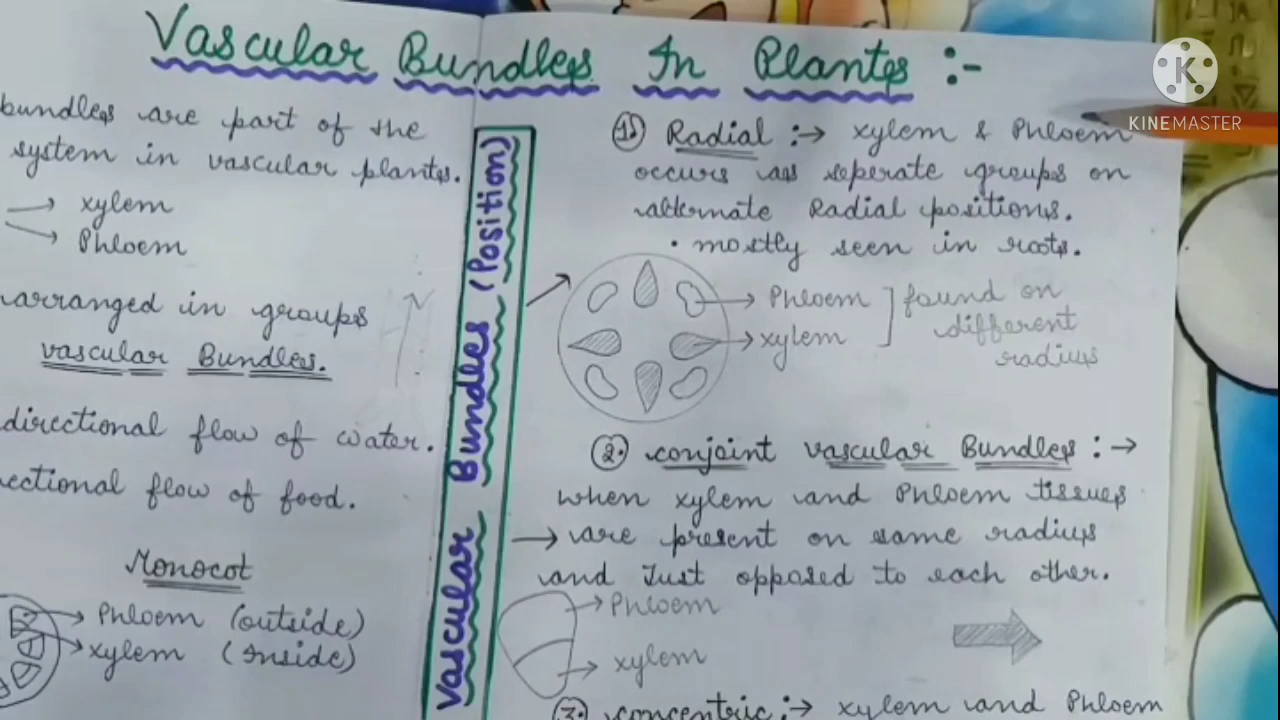 Vascular Bundles In Plants :-
bundles are part of the
system in vascular plants.
→ xylem
→ Phloem
arranged in groups
vascular Bundles.
directional flow of water.
ectional flow of food.
Monocot
→ Phloem (outside)
→ xylem (Inside)
Vascular Bundles (Position)
① Radial :→ xylem & Phloem
occurs as seperate groups on
alternate Radial positions.
• mostly seen in roots.
→ Phloem ] found on
→ xylem different
radius
②. conjoint vascular Bundles :→
when xylem and Phloem tissues
→ are present on same radius
and Just opposed to each other.
→ Phloem
→ xylem
③. concentric :→ xylem and Phloem
K
KINEMASTER